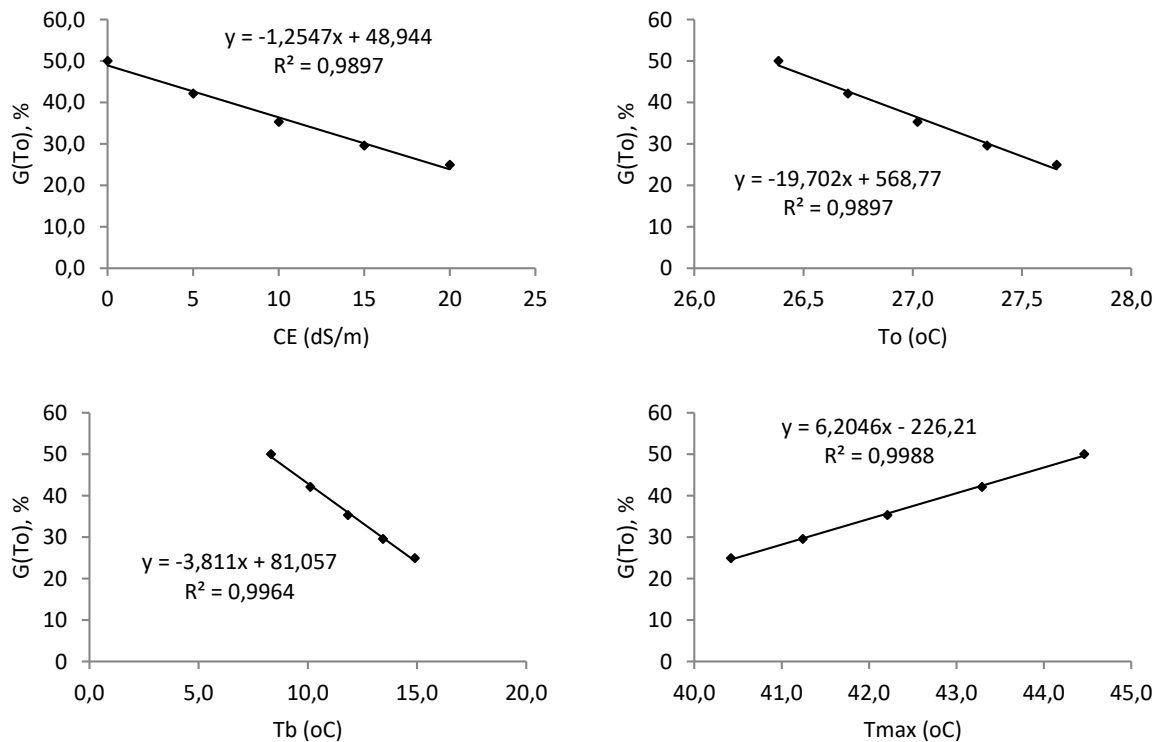 y = -1,2547x + 48,944
R² = 0,9897
G(To), %
60,0
50,0
40,0
30,0
20,0
10,0
0,0
0 5 10 15 20 25
CE (dS/m)
y = -19,702x + 568,77
R² = 0,9897
G(To), %
60
50
40
30
20
10
0
26,0 26,5 27,0 27,5 28,0
To (oC)
y = -3,811x + 81,057
R² = 0,9964
G(To), %
60
50
40
30
20
10
0
0,0 5,0 10,0 15,0 20,0
Tb (oC)
y = 6,2046x - 226,21
R² = 0,9988
G(To), %
60
50
40
30
20
10
0
40,0 41,0 42,0 43,0 44,0 45,0
Tmax (oC)